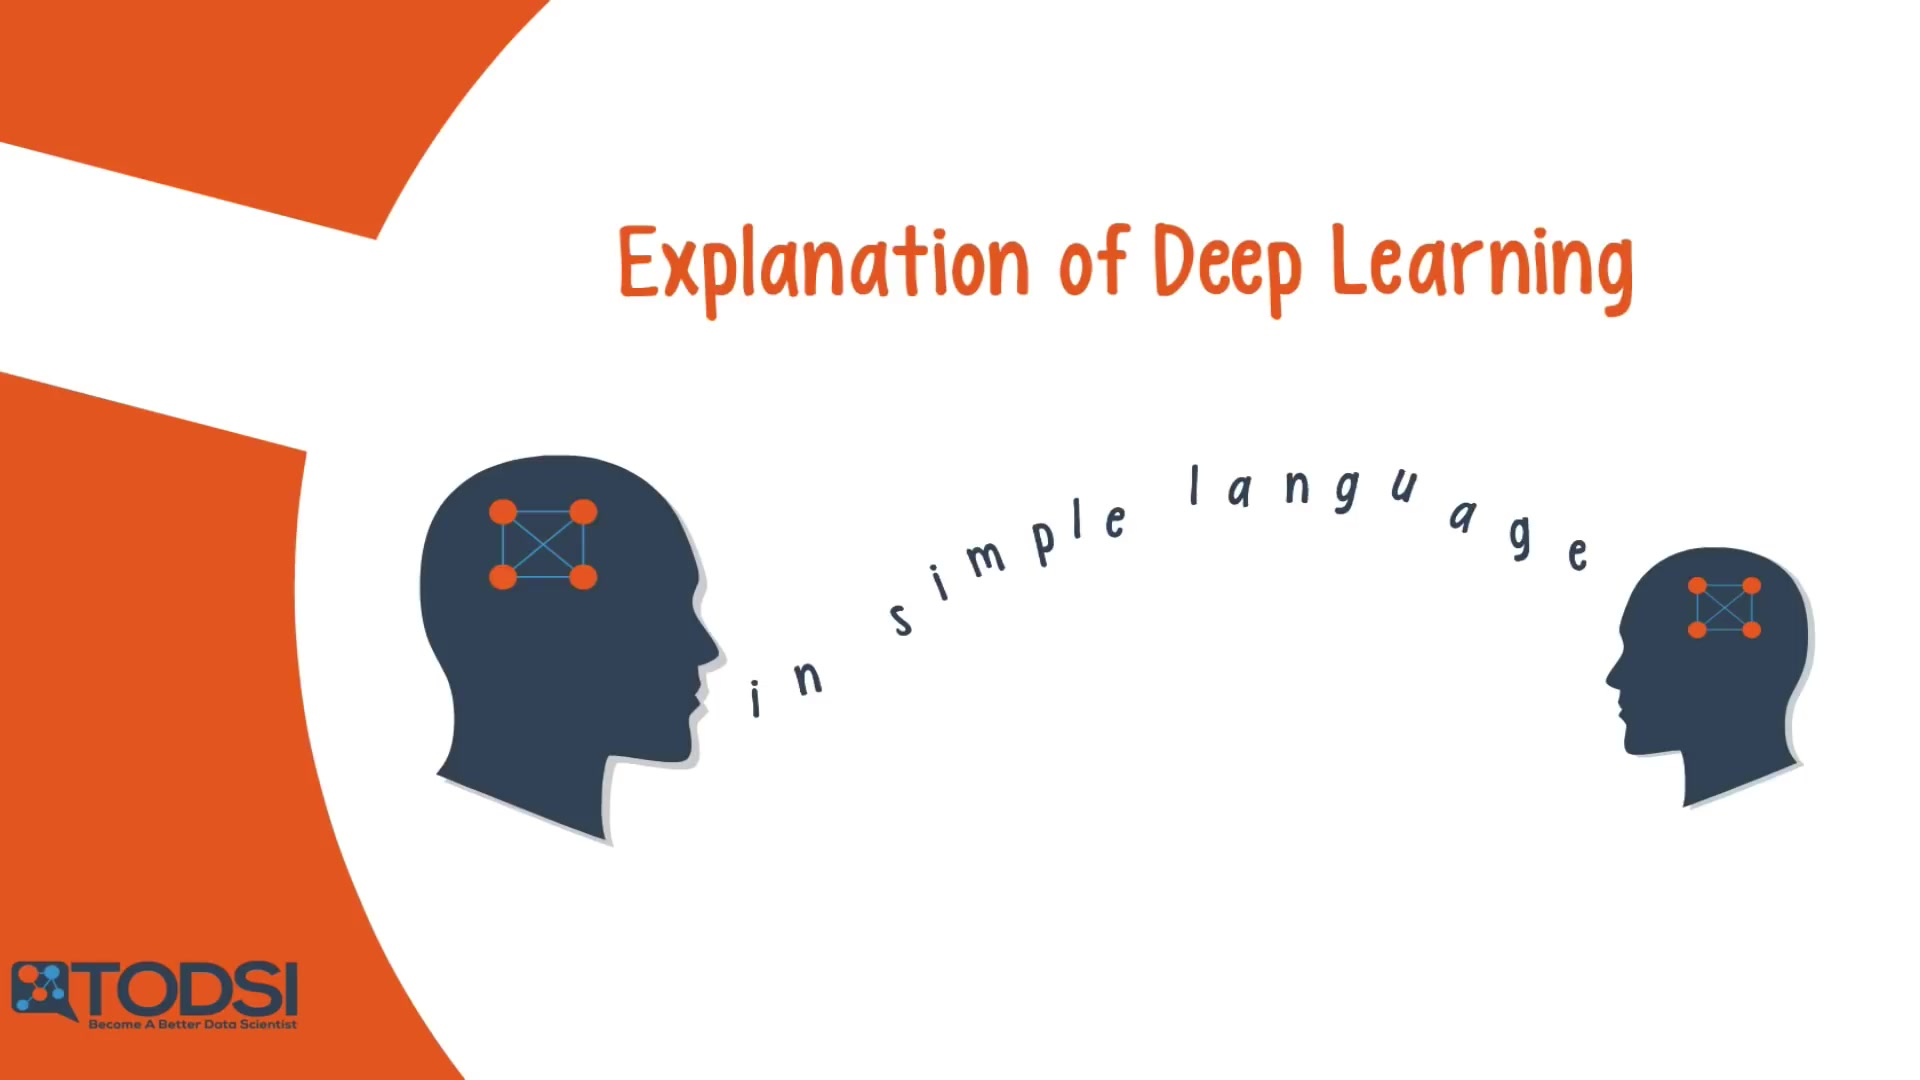 Explanation of Deep Learning
in simple language
TODSI
Become A Better Data Scientist